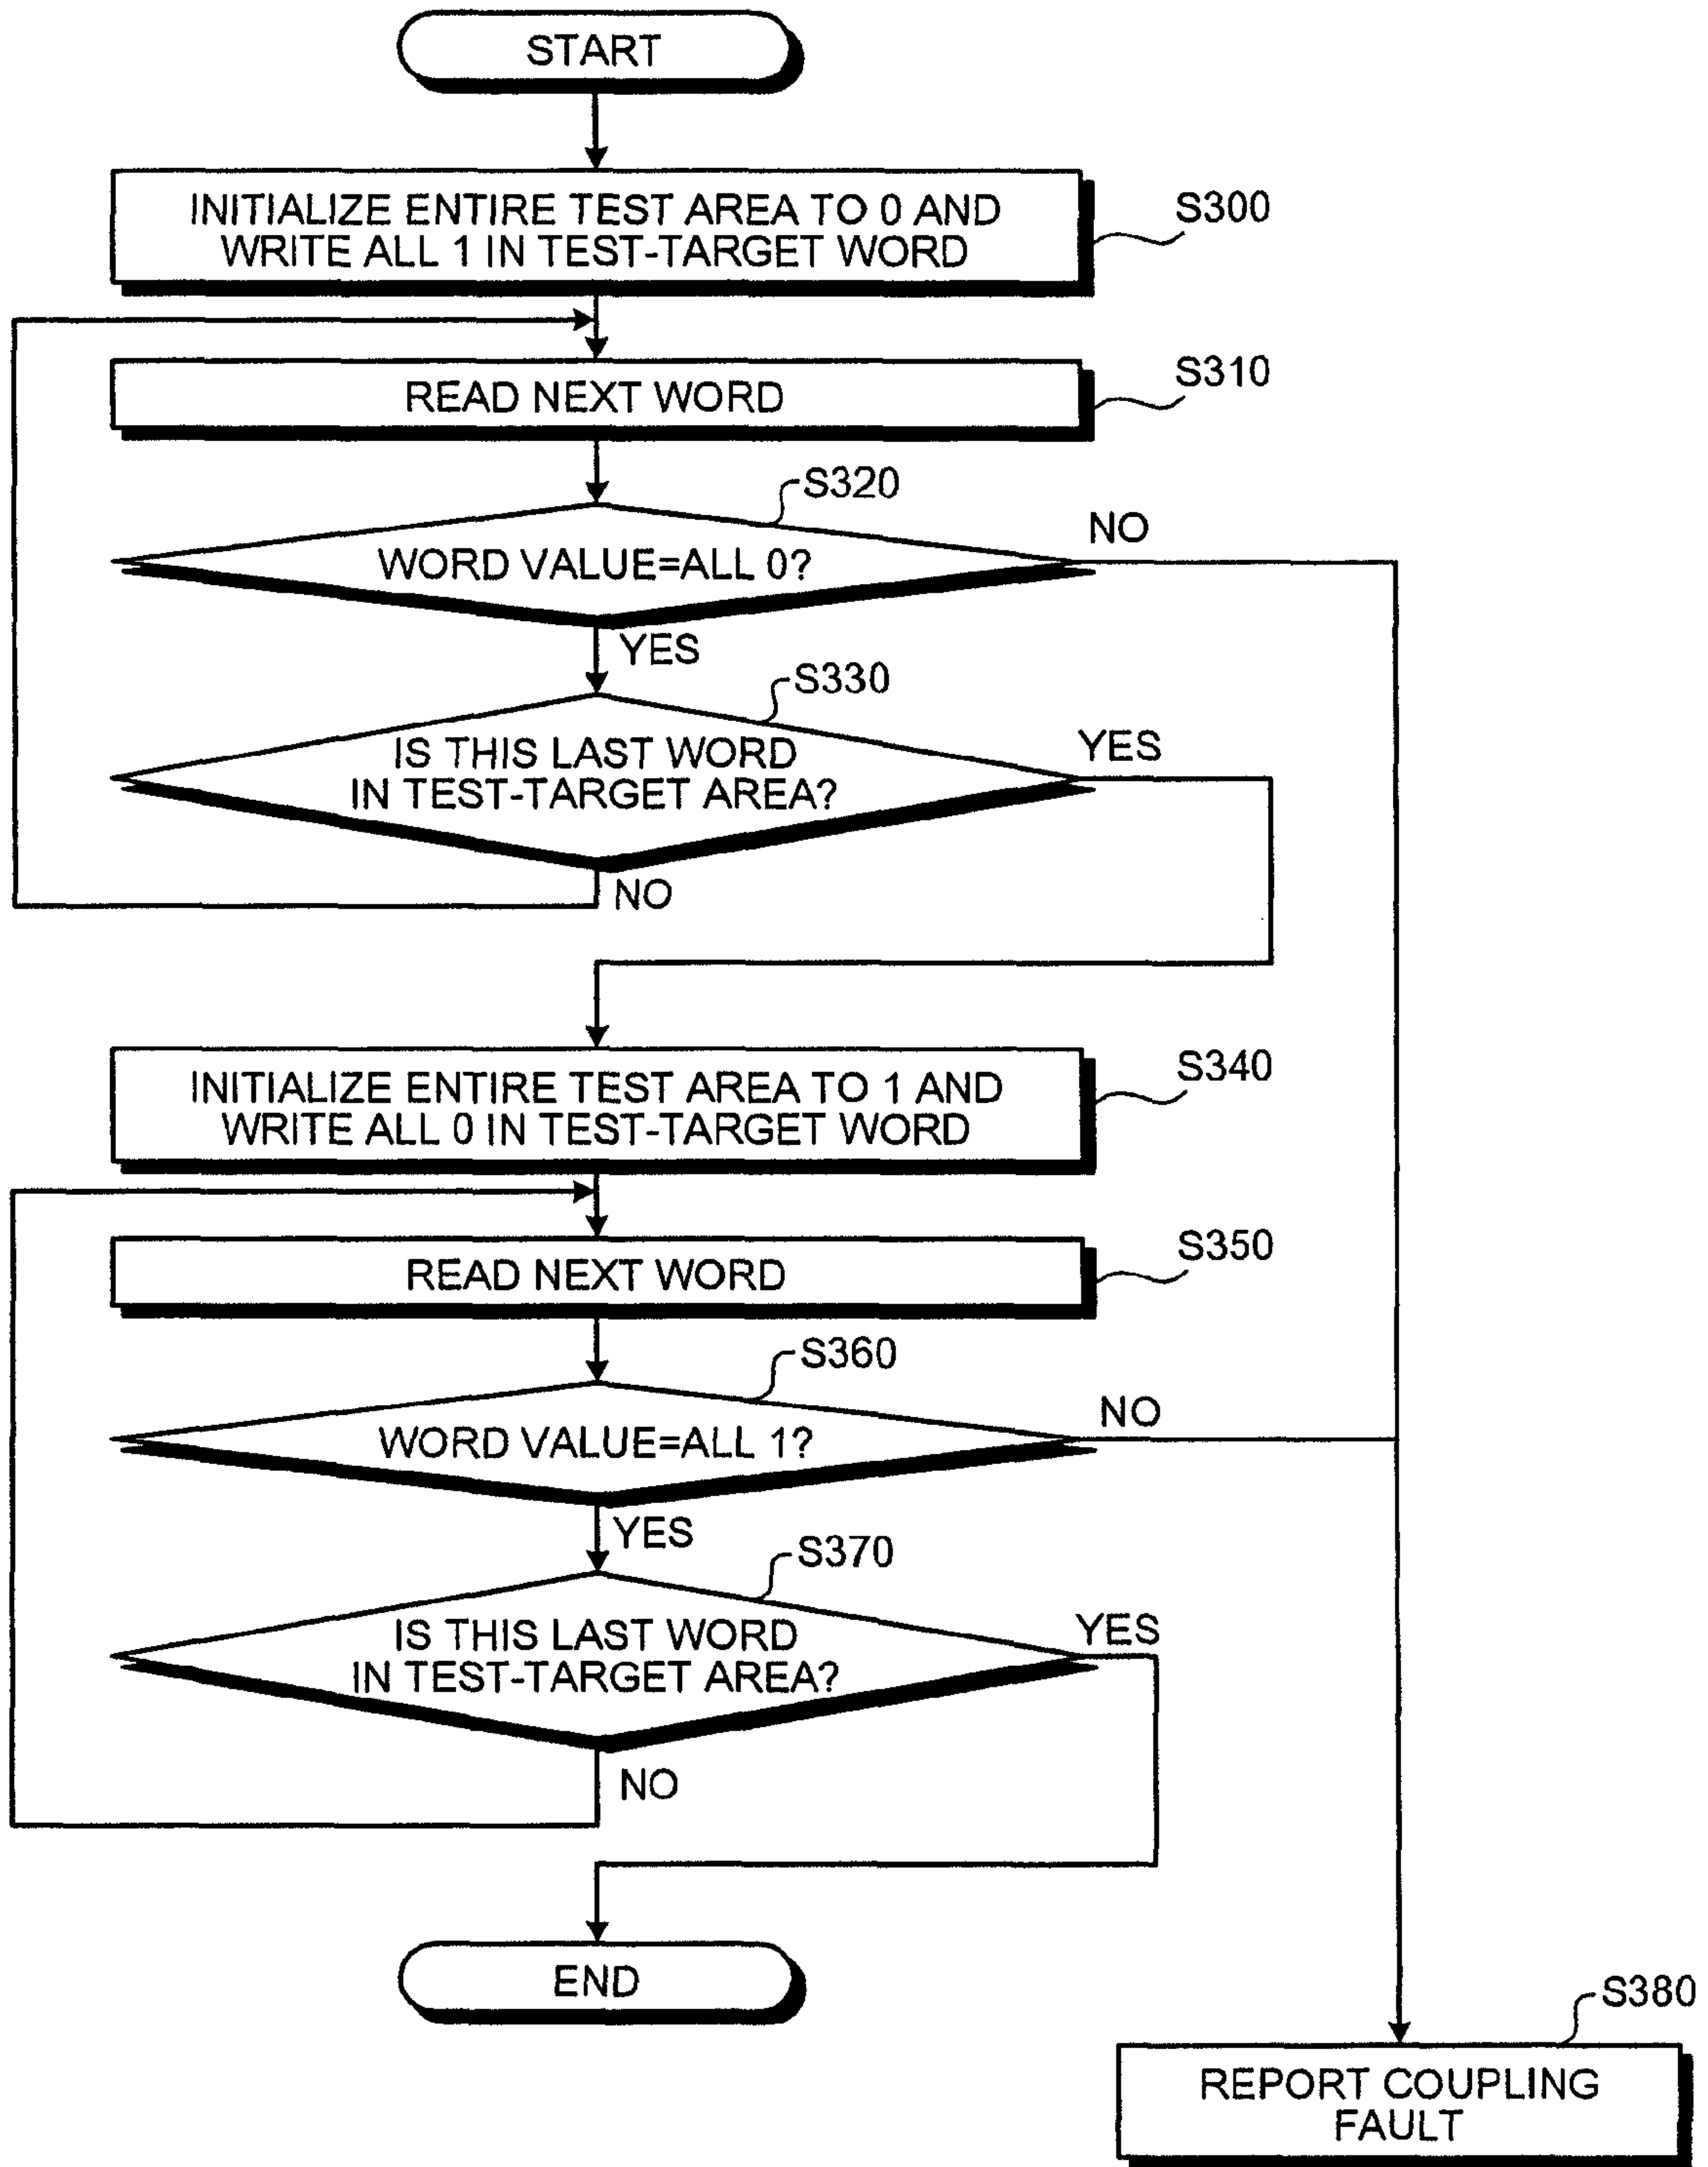 START
INITIALIZE ENTIRE TEST AREA TO 0 AND
WRITE ALL 1 IN TEST-TARGET WORD
S300
READ NEXT WORD
S310
S320
WORD VALUE=ALL 0?
NO
YES
S330
IS THIS LAST WORD
IN TEST-TARGET AREA?
YES
NO
INITIALIZE ENTIRE TEST AREA TO 1 AND
WRITE ALL 0 IN TEST-TARGET WORD
S340
READ NEXT WORD
S350
S360
WORD VALUE=ALL 1?
NO
YES
S370
IS THIS LAST WORD
IN TEST-TARGET AREA?
YES
NO
END
S380
REPORT COUPLING
FAULT